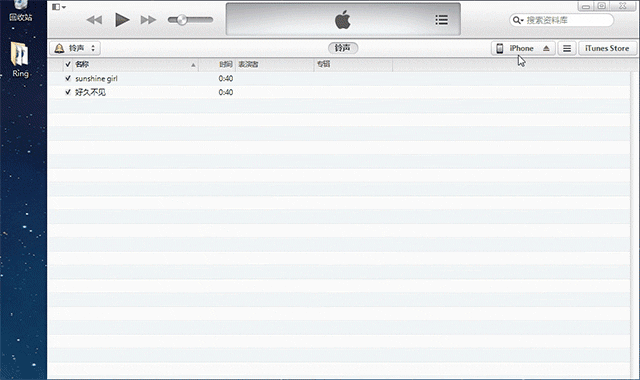 回收站
搜索资料库
Ring
铃声
铃声
iPhone
iTunes Store
名称 时间 表演者 专辑
sunshine girl 0:40
好久不见 0:40